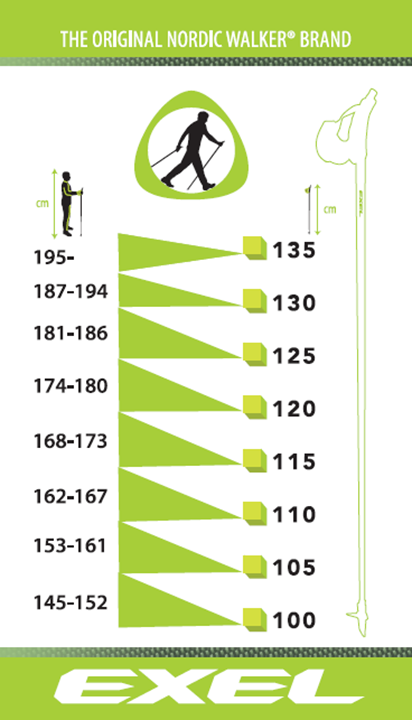 THE ORIGINAL NORDIC WALKER® BRAND
cm
cm
EXEL
195- 135
187-194 130
181-186 125
174-180 120
168-173 115
162-167 110
153-161 105
145-152 100
EXEL